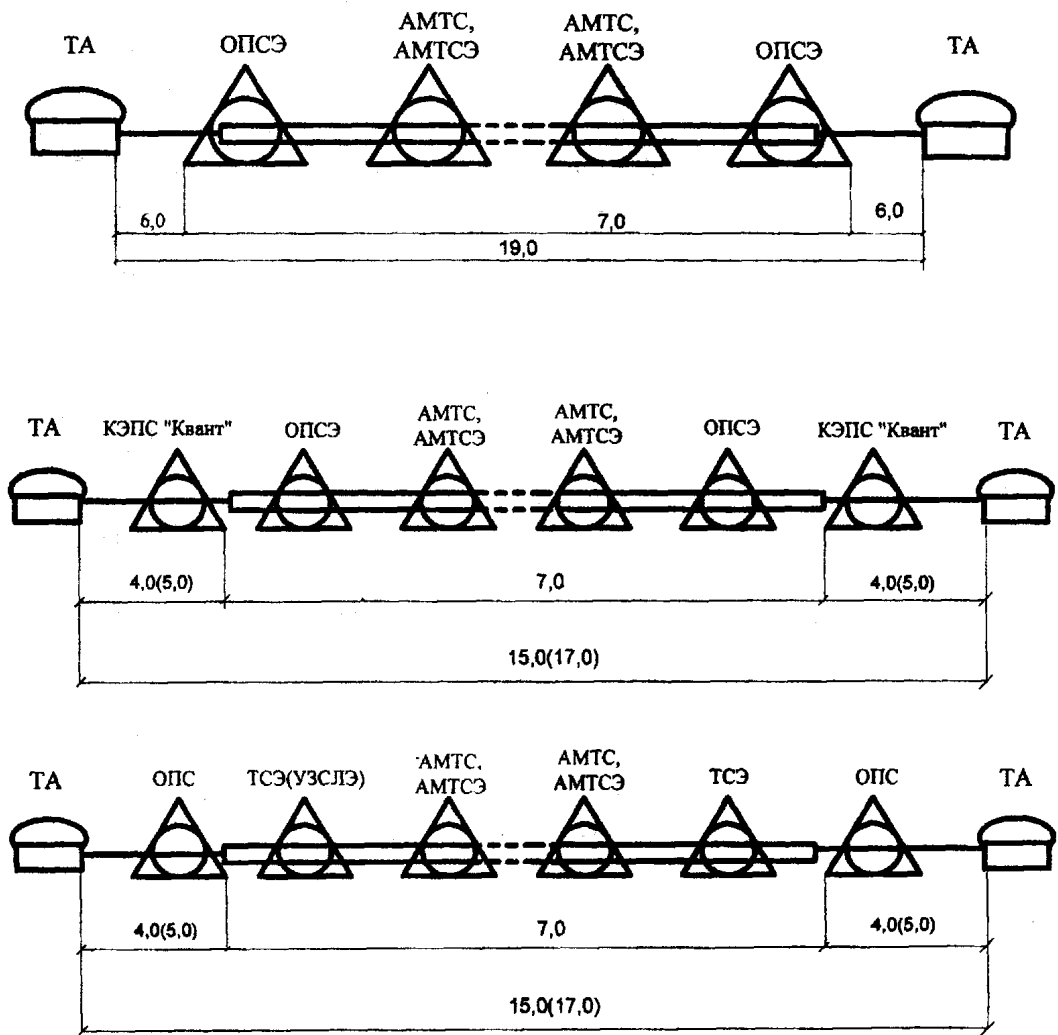 ТА
ОПСЭ
АМТС,
АМТСЭ
АМТС,
АМТСЭ
ОПСЭ
ТА
6,0
7,0
6,0
19,0
ТА
КЭПС "Квант"
ОПСЭ
АМТС,
АМТСЭ
АМТС,
АМТСЭ
ОПСЭ
КЭПС "Квант"
ТА
4,0(5,0)
7,0
4,0(5,0)
15,0(17,0)
ТА
ОПС
ТСЭ(УЗСЛЭ)
АМТС,
АМТСЭ
АМТС,
АМТСЭ
ТСЭ
ОПС
ТА
4,0(5,0)
7,0
4,0(5,0)
15,0(17,0)